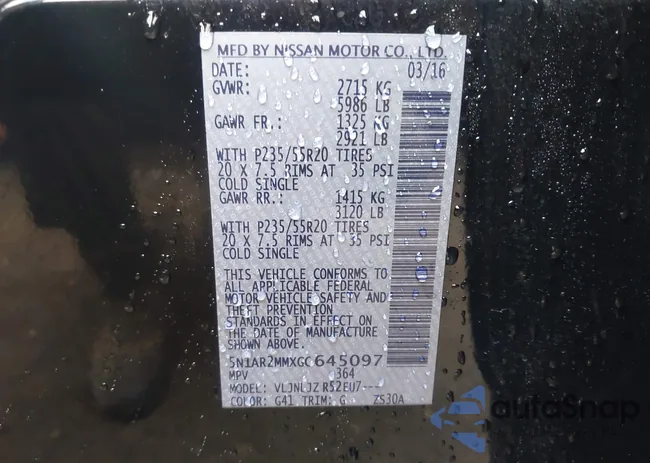 MFD BY NISSAN MOTOR CO., LTD.
DATE: 03/16
GVWR: 2715 KG
5986 LB
GAWR FR.: 1325 KG
2921 LB
WITH P235/55R20 TIRES
20 X 7.5 RIMS AT 35 PSI
COLD SINGLE
GAWR RR.: 1415 KG
3120 LB
WITH P235/55R20 TIRES
20 X 7.5 RIMS AT 35 PSI
COLD SINGLE
THIS VEHICLE CONFORMS TO
ALL APPLICABLE FEDERAL
MOTOR VEHICLE SAFETY AND
THEFT PREVENTION
STANDARDS IN EFFECT ON
THE DATE OF MANUFACTURE
SHOWN ABOVE.
5N1AR2MMXGC645097
MPV 364
MODEL: VLJNLJZ R52EU7---
COLOR: G41 TRIM: G ZS30A
autoSnap